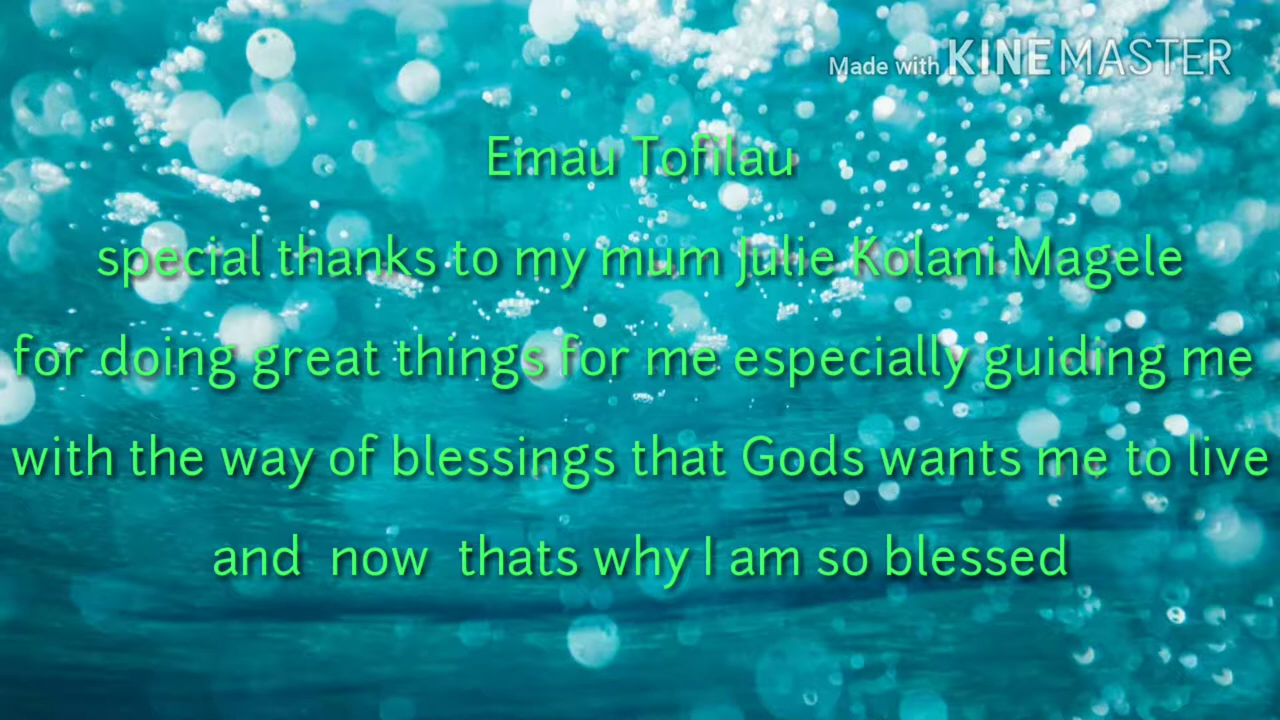 Made with KINEMASTER
Emau Tofilau
special thanks to my mum Julie Kolani Magele
for doing great things for me especially guiding me
with the way of blessings that Gods wants me to live
and now thats why I am so blessed